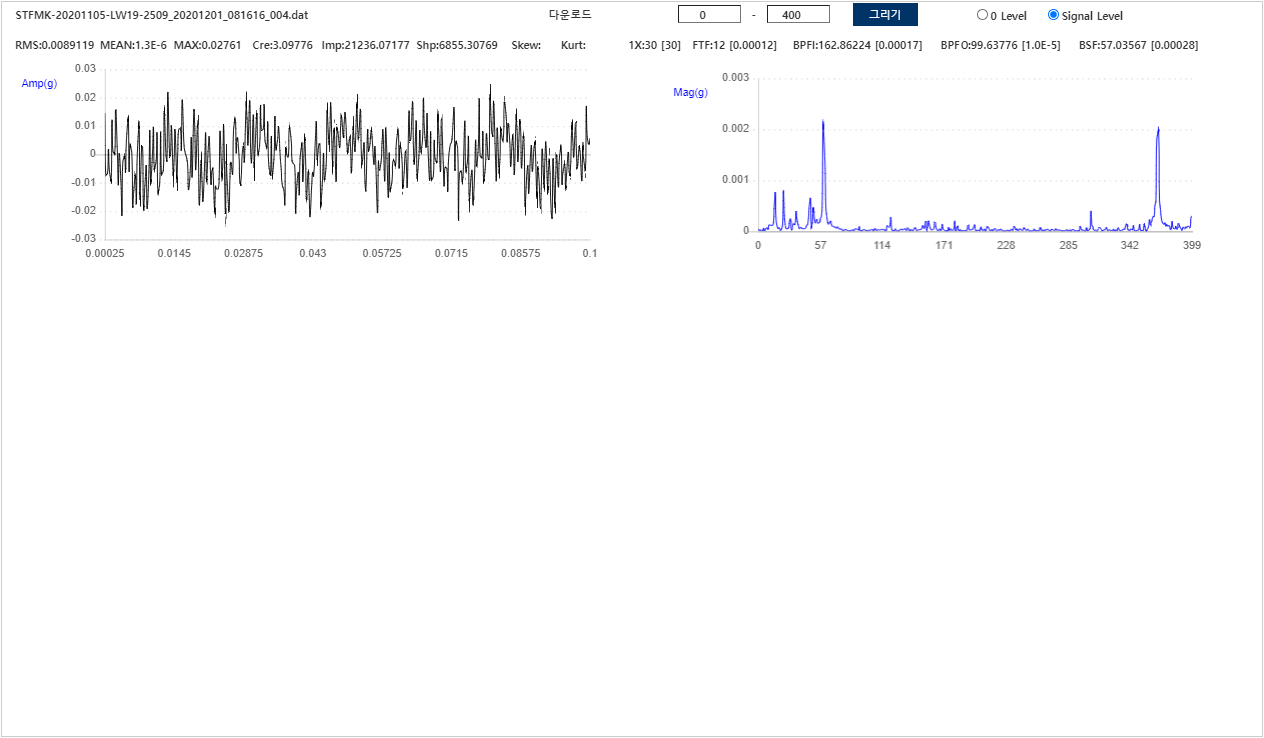 STFMK-20201105-LW19-2509_20201201_081616_004.dat 다운로드 0 - 400 그리기 0 Level Signal Level
RMS:0.0089119 MEAN:1.3E-6 MAX:0.02761 Cre:3.09776 Imp:21236.07177 Shp:6855.30769 Skew: Kurt: 1X:30 [30] FTF:12 [0.00012] BPFI:162.86224 [0.00017] BPFO:99.63776 [1.0E-5] BSF:57.03567 [0.00028]
Amp(g)
0.03
0.02
0.01
0
-0.01
-0.02
-0.03
0.00025 0.0145 0.02875 0.043 0.05725 0.0715 0.08575 0.1
Mag(g)
0.003
0.002
0.001
0
0 57 114 171 228 285 342 399